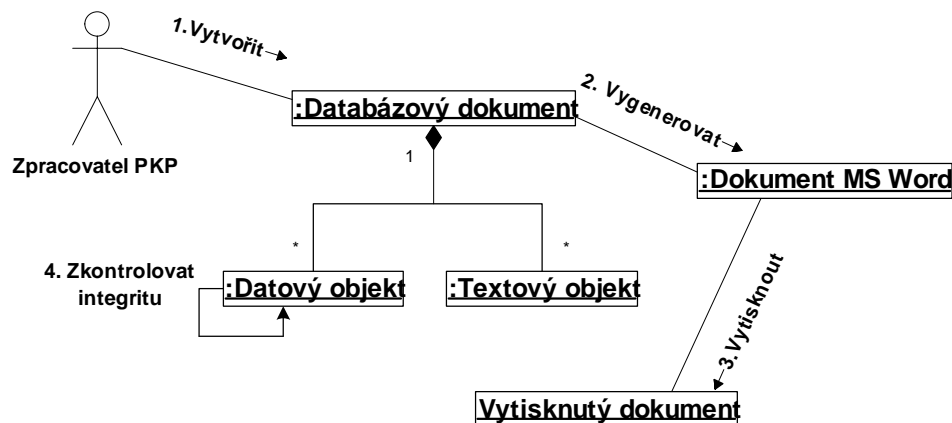 1.Vytvořit
:Databázový dokument
2. Vygenerovat
Zpracovatel PKP
1
:Dokument MS Word
*
*
4. Zkontrolovat
integritu
:Datový objekt
:Textový objekt
3.Vytisknout
Vytisknutý dokument